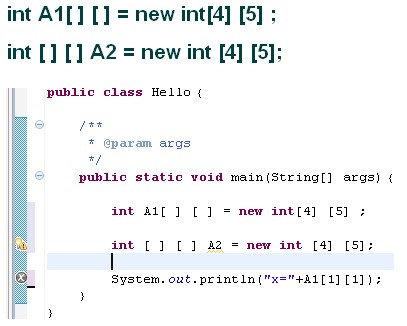 int A1[ ] [ ] = new int[4] [5] ;
int [ ] [ ] A2 = new int [4] [5];
public class Hello {
/**
* @param args
*/
public static void main(String[] args) {
int A1[ ] [ ] = new int[4] [5] ;
int [ ] [ ] A2 = new int [4] [5];
System.out.println("x="+A1[1][1]);
}
}